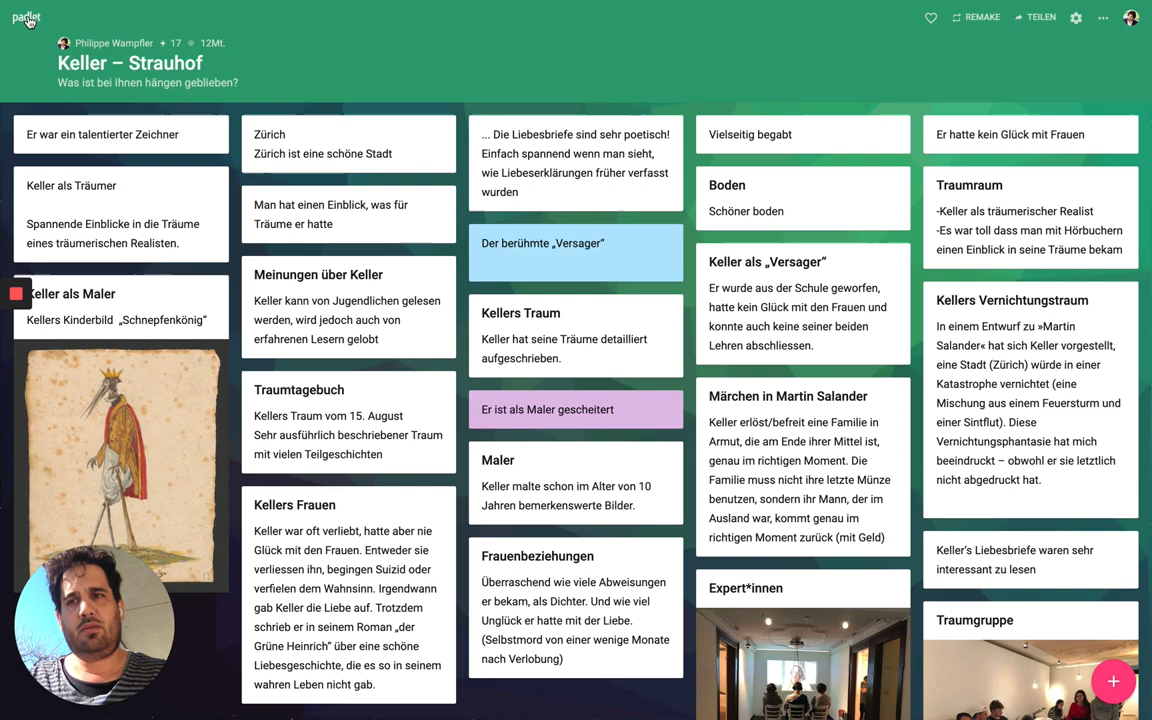 padlet
REMAKE
TEILEN
Philippe Wampfler + 17 12Mt.
Keller – Strauhof
Was ist bei Ihnen hängen geblieben?
Er war ein talentierter Zeichner
Keller als Träumer
Spannende Einblicke in die Träume
eines träumerischen Realisten.
Keller als Maler
Kellers Kinderbild „Schnepfenkönig“
Zürich
Zürich ist eine schöne Stadt
Man hat einen Einblick, was für
Träume er hatte
Meinungen über Keller
Keller kann von Jugendlichen gelesen
werden, wird jedoch auch von
erfahrenen Lesern gelobt
Traumtagebuch
Kellers Traum vom 15. August
Sehr ausführlich beschriebener Traum
mit vielen Teilgeschichten
Kellers Frauen
Keller war oft verliebt, hatte aber nie
Glück mit den Frauen. Entweder sie
verliessen ihn, begingen Suizid oder
verfielen dem Wahnsinn. Irgendwann
gab Keller die Liebe auf. Trotzdem
schrieb er in seinem Roman „der
Grüne Heinrich“ über eine schöne
Liebesgeschichte, die es so in seinem
wahren Leben nicht gab.
... Die Liebesbriefe sind sehr poetisch!
Einfach spannend wenn man sieht,
wie Liebeserklärungen früher verfasst
wurden
Der berühmte „Versager“
Kellers Traum
Keller hat seine Träume detailliert
aufgeschrieben.
Er ist als Maler gescheitert
Maler
Keller malte schon im Alter von 10
Jahren bemerkenswerte Bilder.
Frauenbeziehungen
Überraschend wie viele Abweisungen
er bekam, als Dichter. Und wie viel
Unglück er hatte mit der Liebe.
(Selbstmord von einer wenige Monate
nach Verlobung)
Vielseitig begabt
Boden
Schöner boden
Keller als „Versager“
Er wurde aus der Schule geworfen,
hatte kein Glück mit den Frauen und
konnte auch keine seiner beiden
Lehren abschliessen.
Märchen in Martin Salander
Keller erlöst/befreit eine Familie in
Armut, die am Ende ihrer Mittel ist,
genau im richtigen Moment. Die
Familie muss nicht ihre letzte Münze
benutzen, sondern ihr Mann, der im
Ausland war, kommt genau im
richtigen Moment zurück (mit Geld)
Expert*innen
Er hatte kein Glück mit Frauen
Traumraum
-Keller als träumerischer Realist
-Es war toll dass man mit Hörbuchern
einen Einblick in seine Träume bekam
Kellers Vernichtungstraum
In einem Entwurf zu »Martin
Salander« hat sich Keller vorgestellt,
eine Stadt (Zürich) würde in einer
Katastrophe vernichtet (eine
Mischung aus einem Feuersturm und
einer Sintflut). Diese
Vernichtungsphantasie hat mich
beeindruckt – obwohl er sie letztlich
nicht abgedruckt hat.
Keller’s Liebesbriefe waren sehr
interessant zu lesen
Traumgruppe